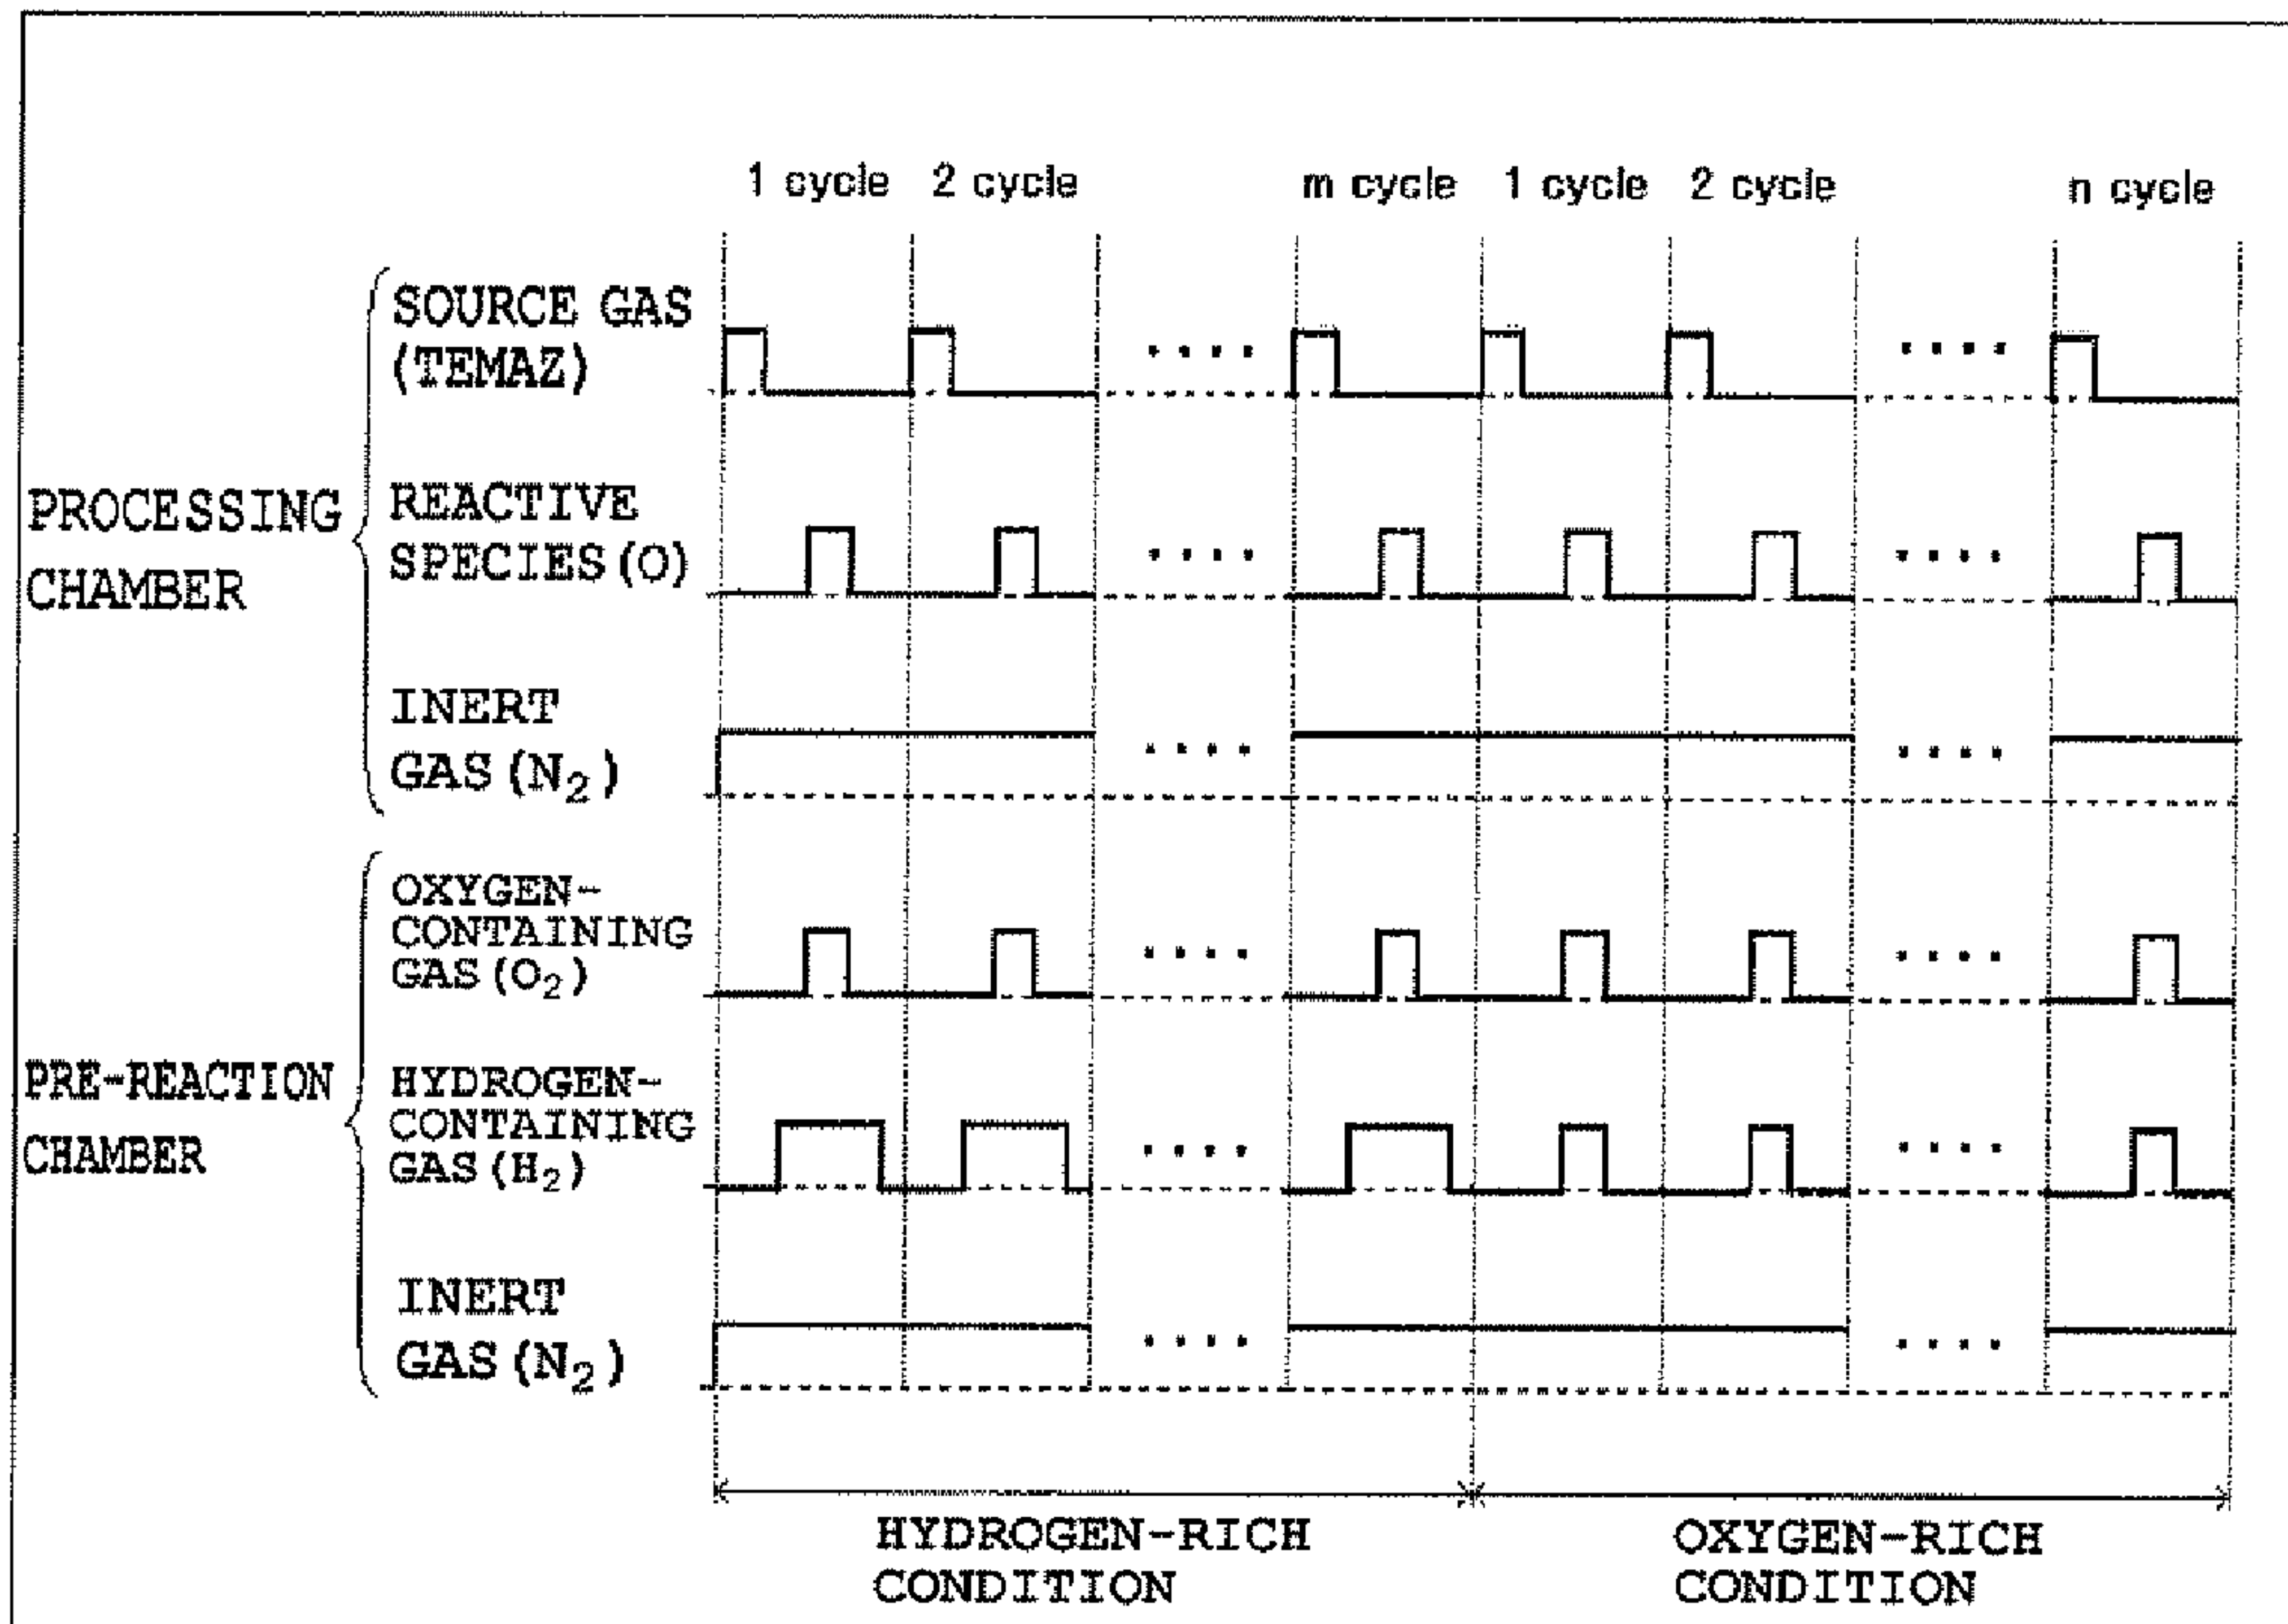 1 cycle 2 cycle m cycle 1 cycle 2 cycle n cycle
PROCESSING
CHAMBER
SOURCE GAS
(TEMAZ)
REACTIVE
SPECIES(O)
INERT
GAS(N₂)
PRE-REACTION
CHAMBER
OXYGEN-
CONTAINING
GAS(O₂)
HYDROGEN-
CONTAINING
GAS(H₂)
INERT
GAS(N₂)
HYDROGEN-RICH
CONDITION
OXYGEN-RICH
CONDITION